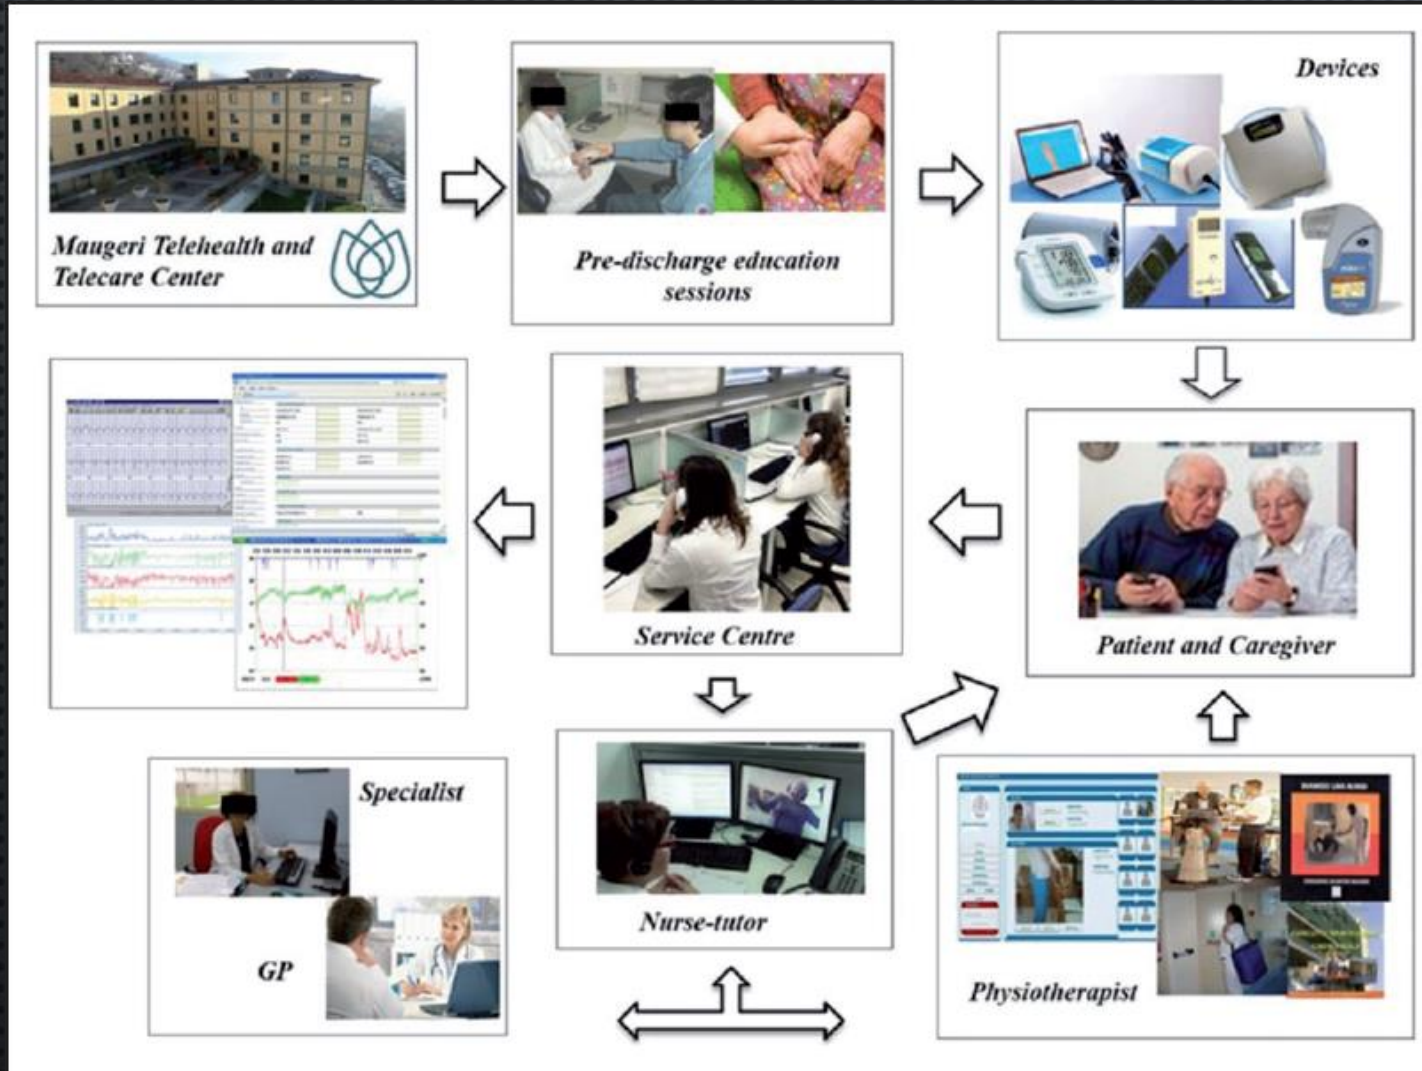 Maugeri Telehealth and
Telecare Center
Pre-discharge education
sessions
Devices
Service Centre
Patient and Caregiver
Specialist
GP
Nurse-tutor
Physiotherapist